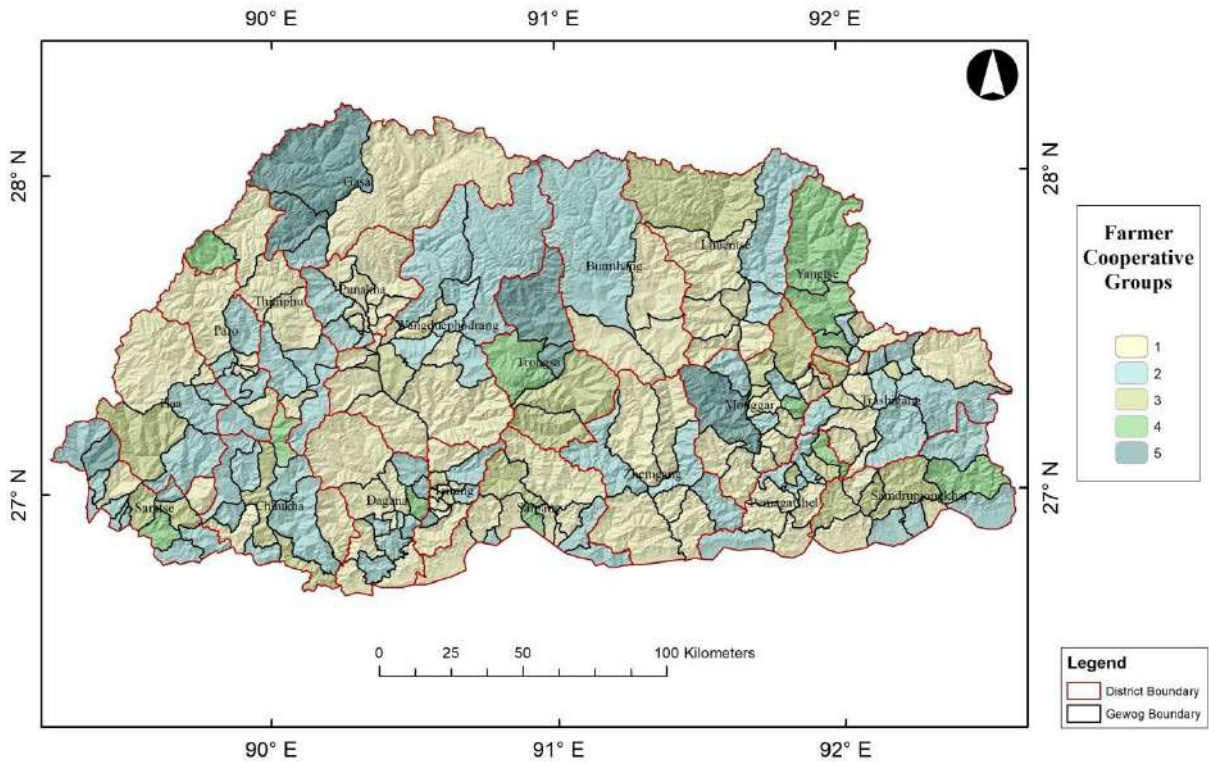 90° E
91° E
92° E
28° N
28° N
27° N
27° N
Gasa
Lhuentse
Bumthang
Yangtse
Punakha
Thimphu
Wangduephodrang
Paro
Trongsa
Haa
Monggar
Trashigang
Zhemgang
Dagana
Tsirang
Samtse
Chhukha
Sarpang
Pemagatshel
Samdrupjongkhar
Farmer
Cooperative
Groups
1
2
3
4
5
0 25 50 100 Kilometers
Legend
District Boundary
Gewog Boundary
90° E
91° E
92° E